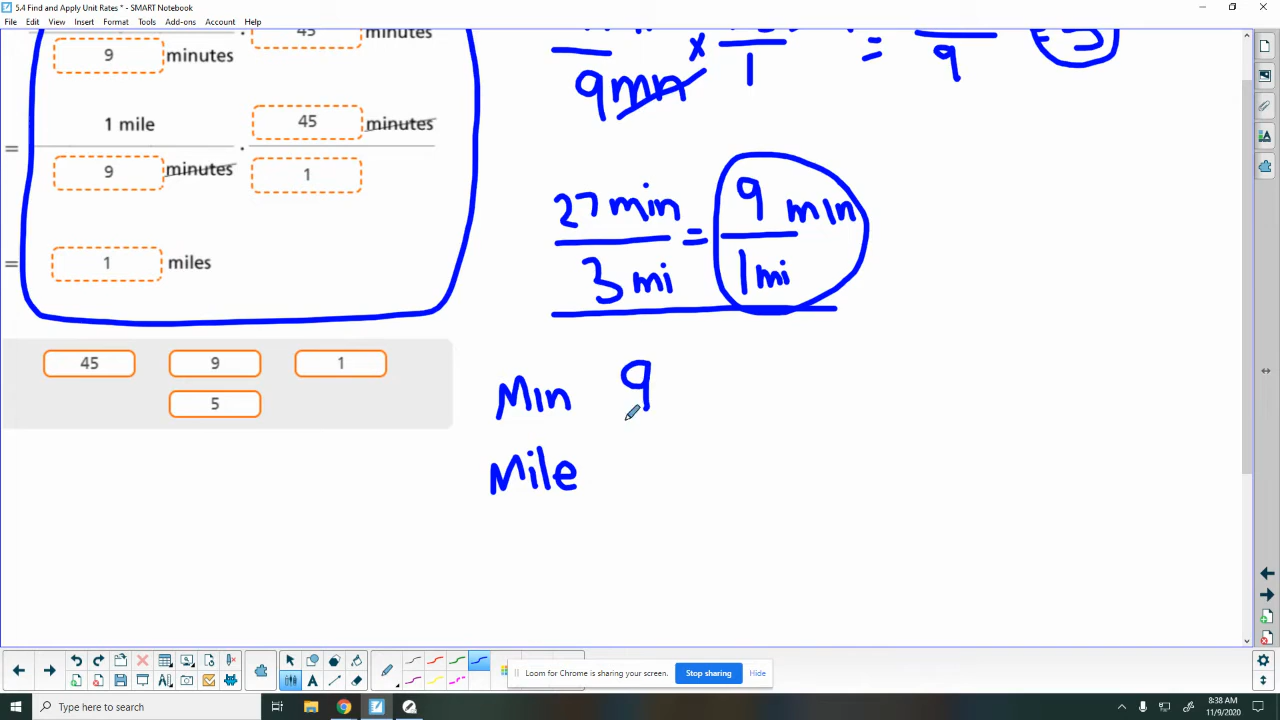 5.4 Find and Apply Unit Rates * - SMART Notebook
File Edit View Insert Format Tools Add-ons Account Help
45 minutes
9 minutes
1 mile 45 minutes
= .
9 minutes 1
= 1 miles
45 9 1
5
x = 
9 mn 1 9
27 min = 9 min
3 mi 1 mi
Min 9
Mile
Loom for Chrome is sharing your screen. Stop sharing Hide
Type here to search
8:38 AM
11/9/2020